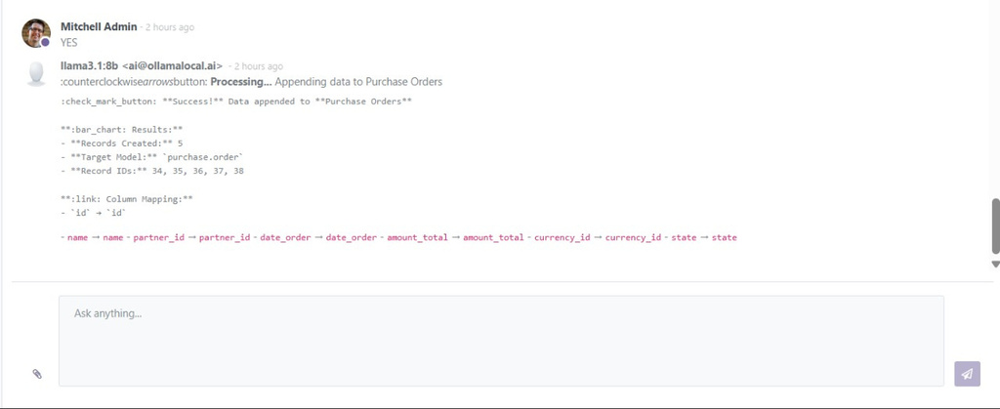 Mitchell Admin - 2 hours ago
YES
llama3.1:8b <ai@ollamalocal.ai> - 2 hours ago
:counterclockwisearrowsbutton: Processing... Appending data to Purchase Orders
:check_mark_button: **Success!** Data appended to **Purchase Orders**
**:bar_chart: Results:**
- **Records Created:** 5
- **Target Model:** `purchase.order`
- **Record IDs:** 34, 35, 36, 37, 38
**:link: Column Mapping:**
- `id` → `id`
- name → name - partner_id → partner_id - date_order → date_order - amount_total → amount_total - currency_id → currency_id - state → state
Ask anything...